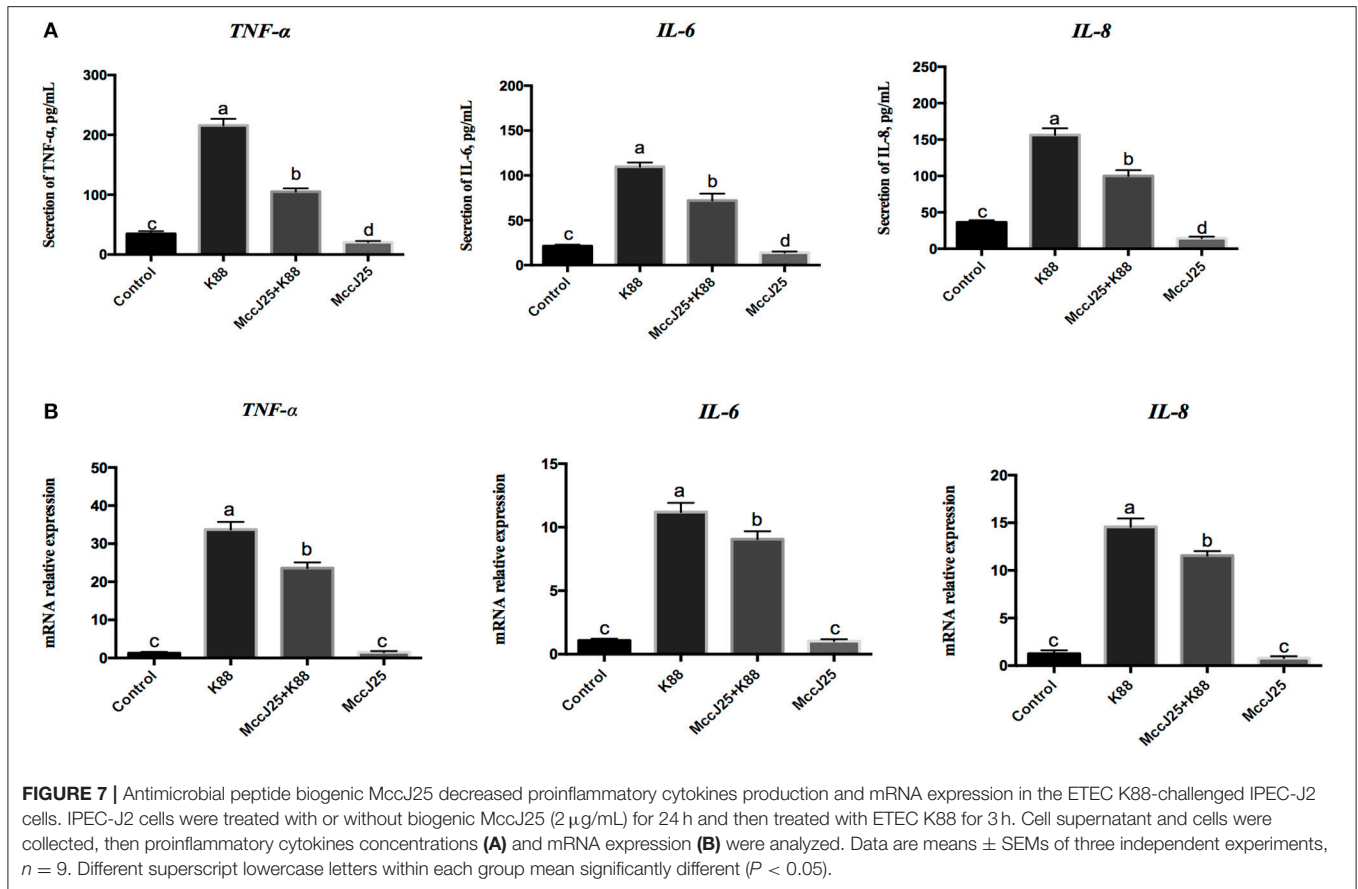 A
TNF-α
IL-6
IL-8
Secretion of TNF-α, pg/mL
300
200
100
0
a
b
c
d
Control
K88
MccJ25+K88
MccJ25
Secretion of IL-6, pg/mL
200
150
100
50
0
a
b
c
d
Control
K88
MccJ25+K88
MccJ25
Secretion of IL-8, pg/mL
250
200
150
100
50
0
a
b
c
d
Control
K88
MccJ25+K88
MccJ25
B
TNF-α
IL-6
IL-8
mRNA relative expression
50
40
30
20
10
0
c
a
b
c
Control
K88
MccJ25+K88
MccJ25
mRNA relative expression
15
10
5
0
c
a
b
c
Control
K88
MccJ25+K88
MccJ25
mRNA relative expression
20
15
10
5
0
c
a
b
c
Control
K88
MccJ25+K88
MccJ25
FIGURE 7 | Antimicrobial peptide biogenic MccJ25 decreased proinflammatory cytokines production and mRNA expression in the ETEC K88-challenged IPEC-J2
cells. IPEC-J2 cells were treated with or without biogenic MccJ25 (2 μg/mL) for 24 h and then treated with ETEC K88 for 3 h. Cell supernatant and cells were
collected, then proinflammatory cytokines concentrations (A) and mRNA expression (B) were analyzed. Data are means ± SEMs of three independent experiments,
n = 9. Different superscript lowercase letters within each group mean significantly different (P < 0.05).